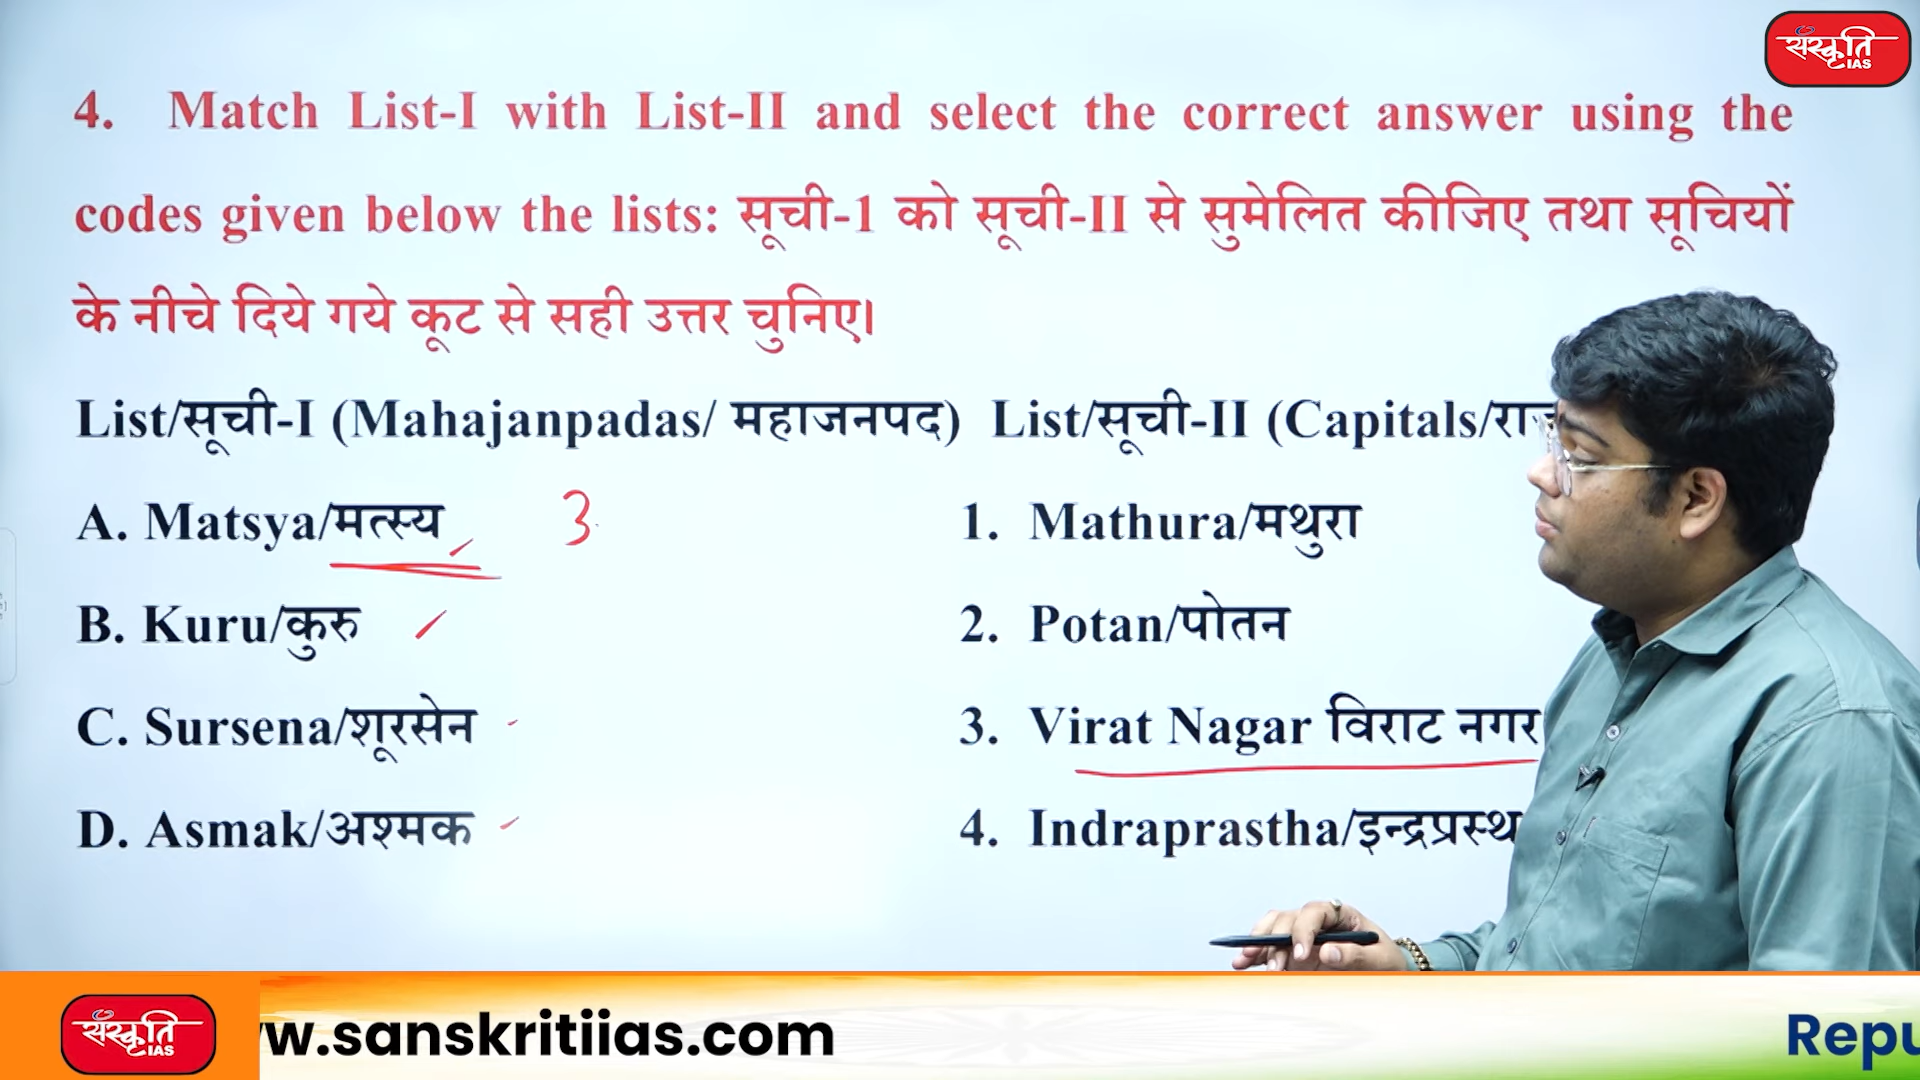 संस्कृति
IAS
4. Match List-I with List-II and select the correct answer using the
codes given below the lists: सूची-1 को सूची-II से सुमेलित कीजिए तथा सूचियों
के नीचे दिये गये कूट से सही उत्तर चुनिए।
List/सूची-I (Mahajanpadas/ महाजनपद) List/सूची-II (Capitals/
A. Matsya/मत्स्य 3 1. Mathura/मथुरा
B. Kuru/कुरु 2. Potan/पोतन
C. Sursena/शूरसेन 3. Virat Nagar विराट नगर
D. Asmak/अश्मक 4. Indraprastha/इन्द्रप्रस्थ
संस्कृति
IAS
w.sanskritiias.com
Repu